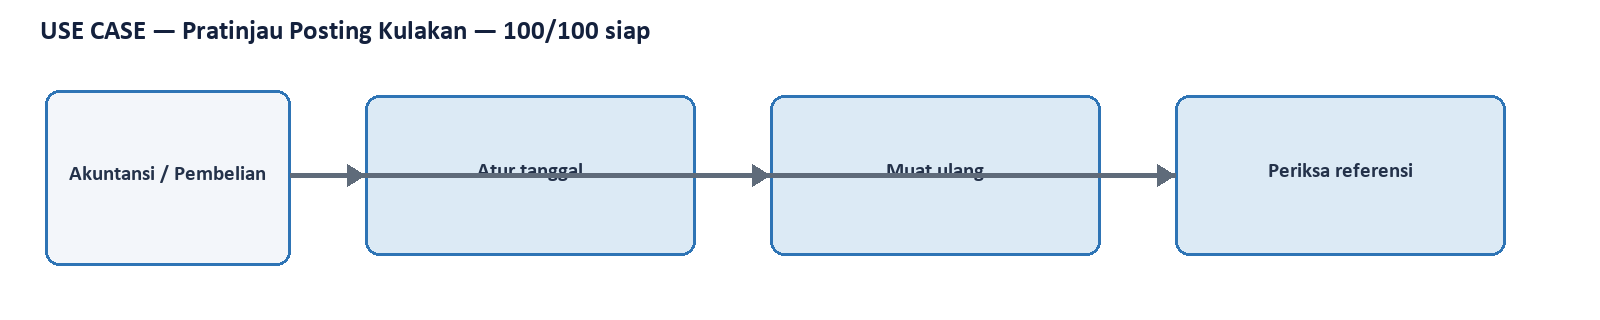 USE CASE — Pratinjau Posting Kulakan — 100/100 siap
Akuntansi / Pembelian
Atur tanggal
Muat ulang
Periksa referensi